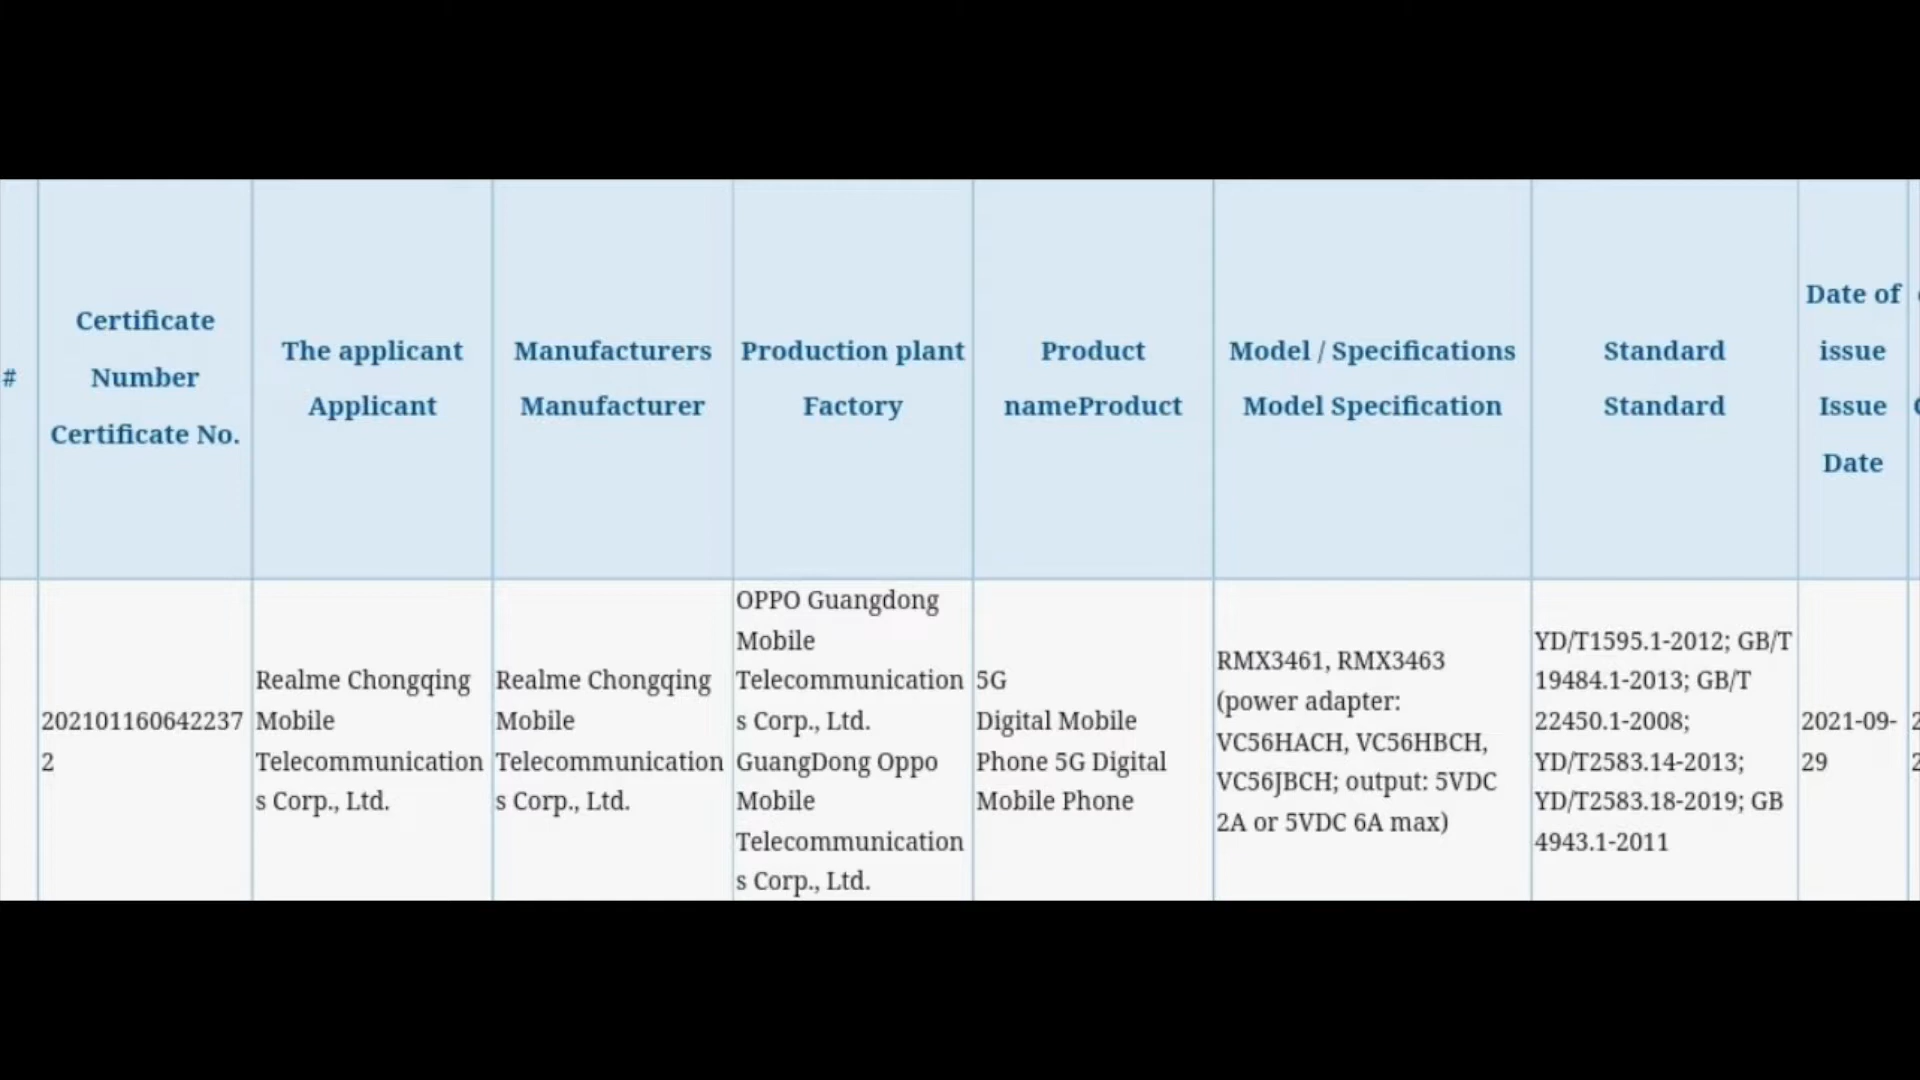 #
Certificate
Number
Certificate No.
The applicant
Applicant
Manufacturers
Manufacturer
Production plant
Factory
Product
nameProduct
Model / Specifications
Model Specification
Standard
Standard
Date of
issue
Issue
Date
202101160642237
2
Realme Chongqing
Mobile
Telecommunication
s Corp., Ltd.
Realme Chongqing
Mobile
Telecommunication
s Corp., Ltd.
OPPO Guangdong
Mobile
Telecommunication
s Corp., Ltd.
GuangDong Oppo
Mobile
Telecommunication
s Corp., Ltd.
5G
Digital Mobile
Phone 5G Digital
Mobile Phone
RMX3461, RMX3463
(power adapter:
VC56HACH, VC56HBCH,
VC56JBCH; output: 5VDC
2A or 5VDC 6A max)
YD/T1595.1-2012; GB/T
19484.1-2013; GB/T
22450.1-2008;
YD/T2583.14-2013;
YD/T2583.18-2019; GB
4943.1-2011
2021-09-
29